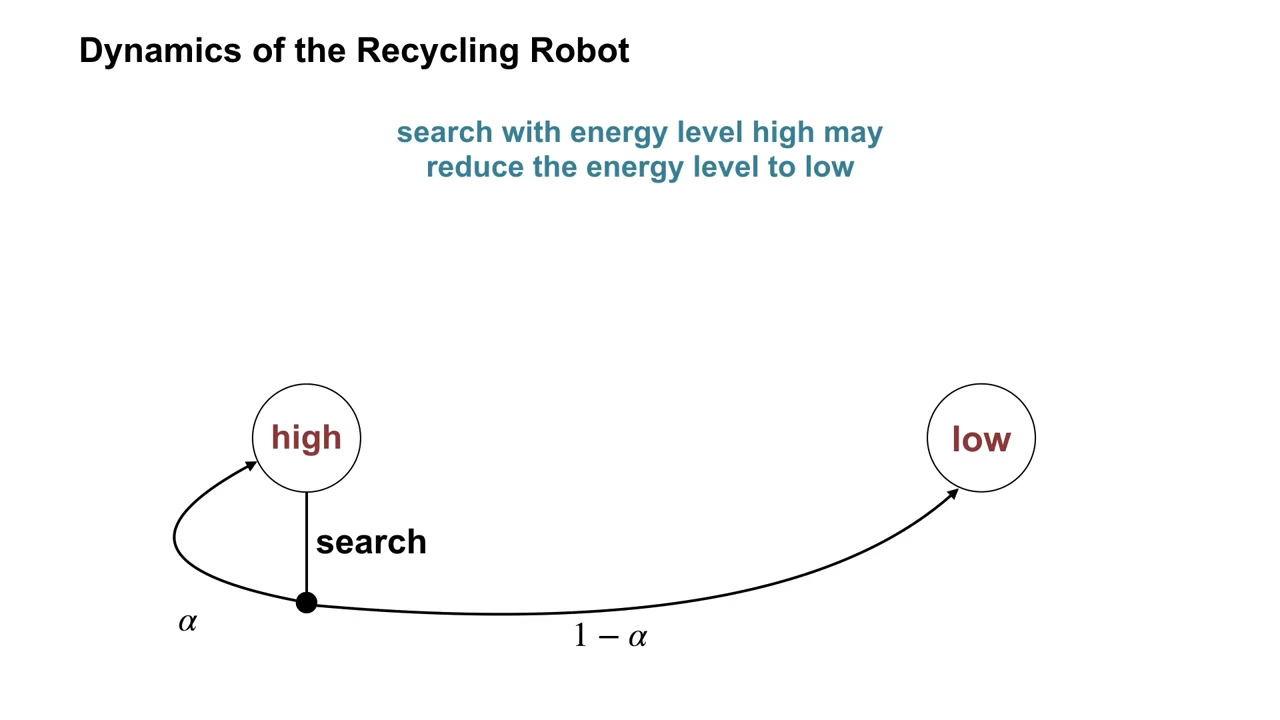 Dynamics of the Recycling Robot
search with energy level high may
reduce the energy level to low
high
low
search
α
1 − α